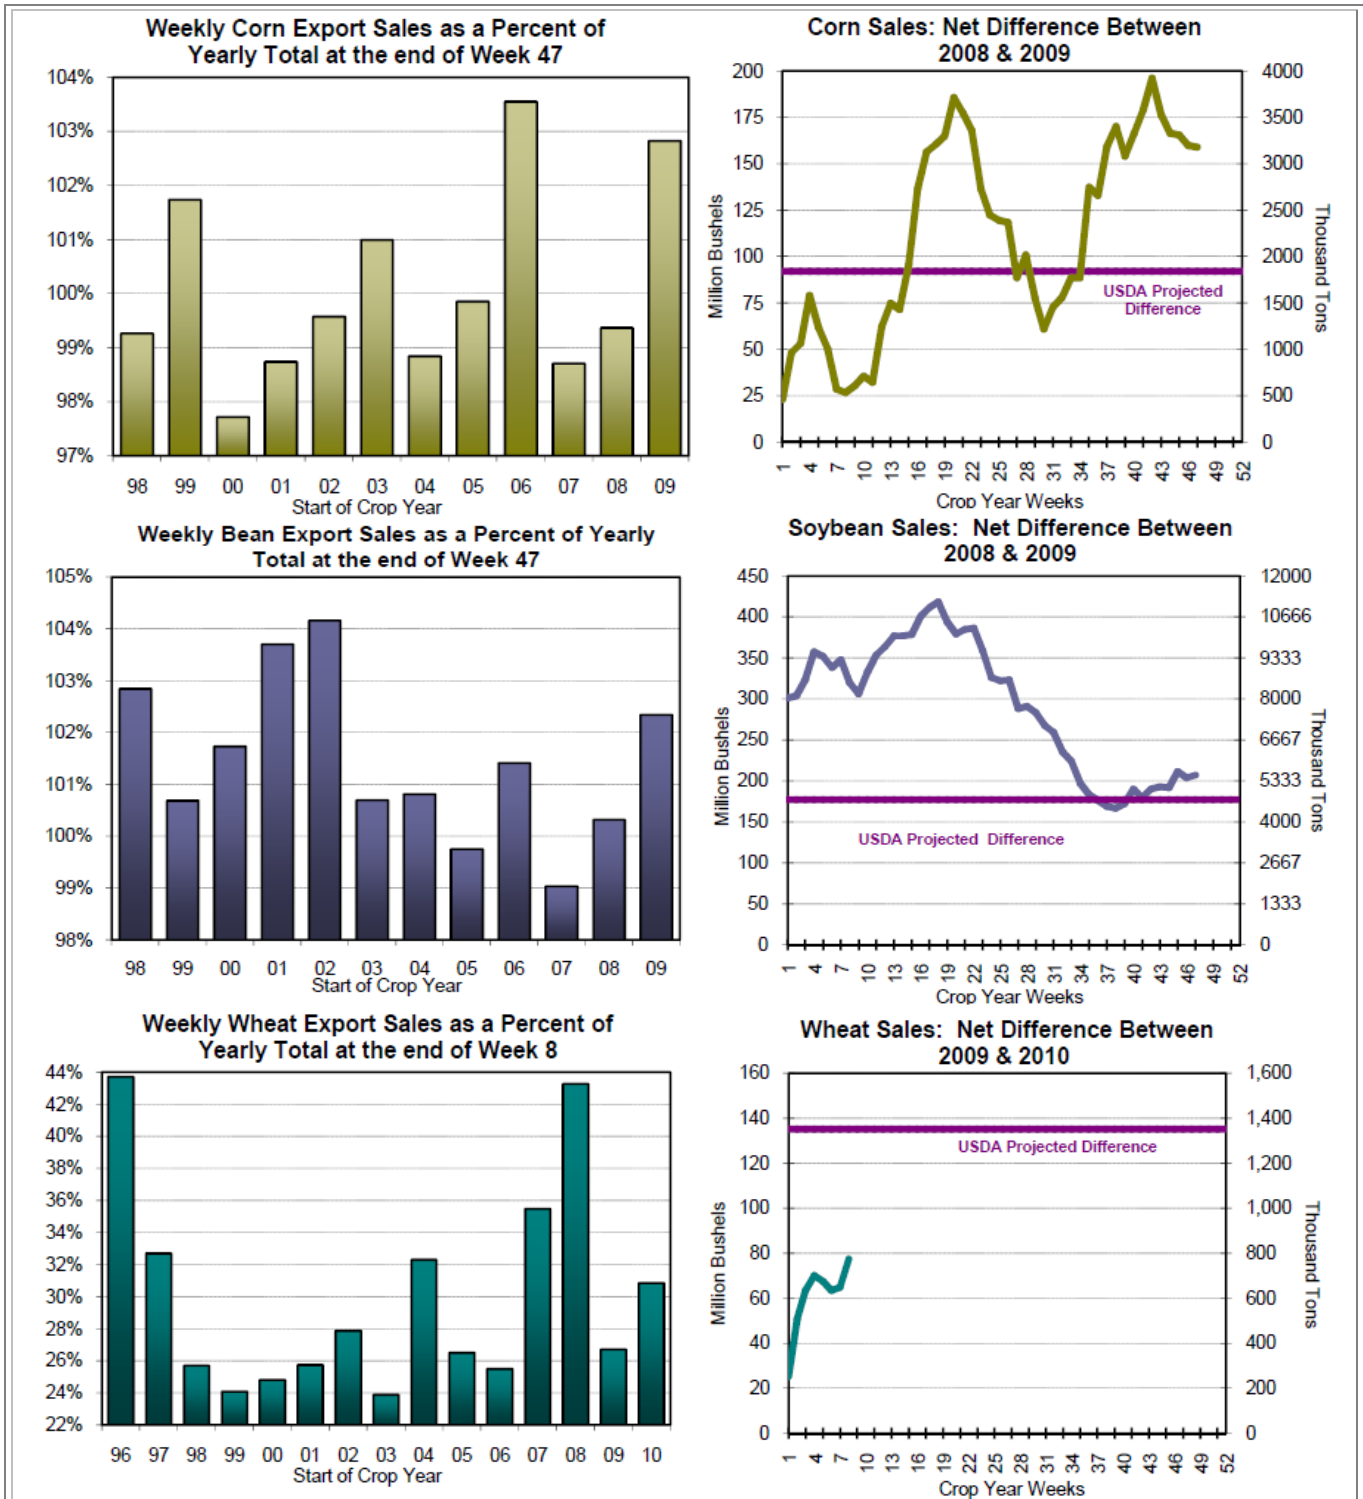 Weekly Corn Export Sales as a Percent of
Yearly Total at the end of Week 47
104%
103%
102%
101%
100%
99%
98%
97%
98 99 00 01 02 03 04 05 06 07 08 09
Start of Crop Year
Corn Sales: Net Difference Between
2008 & 2009
200
175
150
125
100
75
50
25
0
Million Bushels
4000
3500
3000
2500
2000
1500
1000
500
0
Thousand Tons
USDA Projected
Difference
1 4 7 10 13 16 19 22 25 28 31 34 37 40 43 46 49 52
Crop Year Weeks
Weekly Bean Export Sales as a Percent of Yearly
Total at the end of Week 47
105%
104%
103%
102%
101%
100%
99%
98%
98 99 00 01 02 03 04 05 06 07 08 09
Start of Crop Year
Soybean Sales: Net Difference Between
2008 & 2009
450
400
350
300
250
200
150
100
50
0
Million Bushels
12000
10666
9333
8000
6667
5333
4000
2667
1333
0
Thousand Tons
USDA Projected Difference
1 4 7 10 13 16 19 22 25 28 31 34 37 40 43 46 49 52
Crop Year Weeks
Weekly Wheat Export Sales as a Percent of
Yearly Total at the end of Week 8
44%
42%
40%
38%
36%
34%
32%
30%
28%
26%
24%
22%
96 97 98 99 00 01 02 03 04 05 06 07 08 09 10
Start of Crop Year
Wheat Sales: Net Difference Between
2009 & 2010
160
140
120
100
80
60
40
20
0
Million Bushels
1,600
1,400
1,200
1,000
800
600
400
200
0
Thousand Tons
USDA Projected Difference
1 4 7 10 13 16 19 22 25 28 31 34 37 40 43 46 49 52
Crop Year Weeks